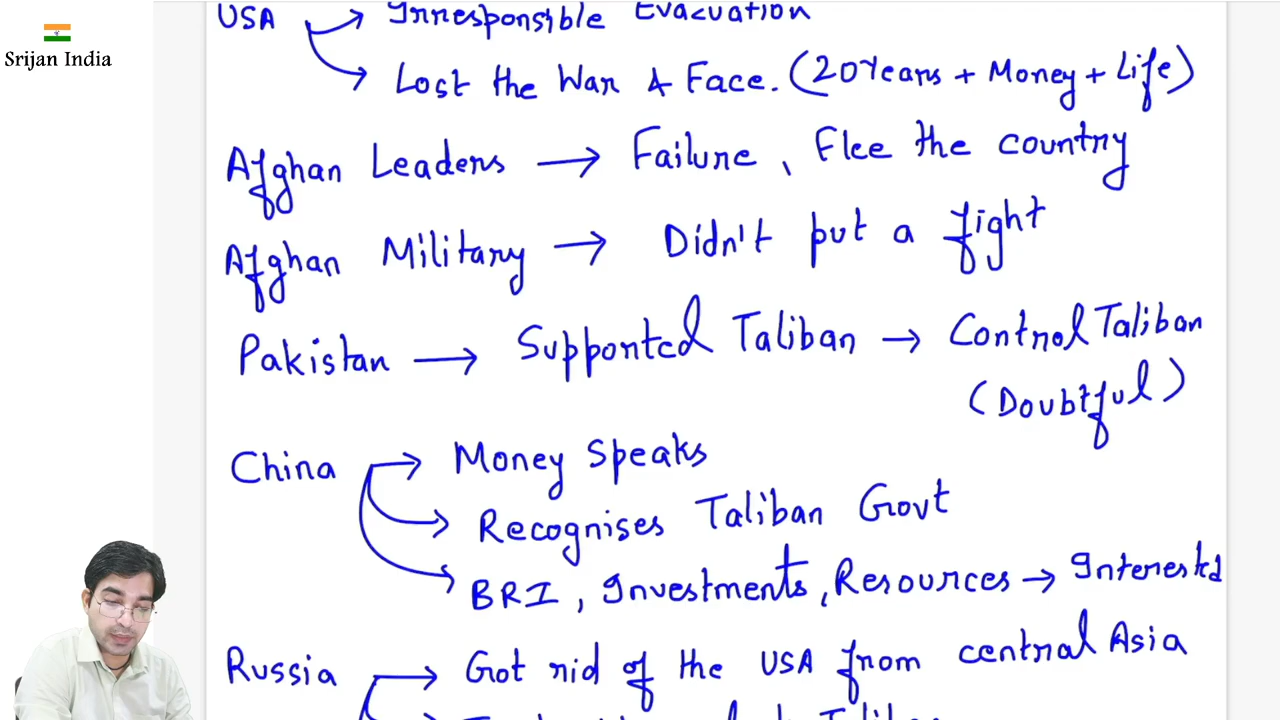 Srijan India
USA → Irresponsible Evacuation
→ Lost the War & Face. (20 Years + Money + Life)
Afghan Leaders → Failure, Flee the country
Afghan Military → Didn't put a fight
Pakistan → Supported Taliban → Control Taliban
(Doubtful)
China → Money Speaks
→ Recognises Taliban Govt
→ BRI, Investments, Resources → Interested
Russia → Got rid of the USA from central Asia